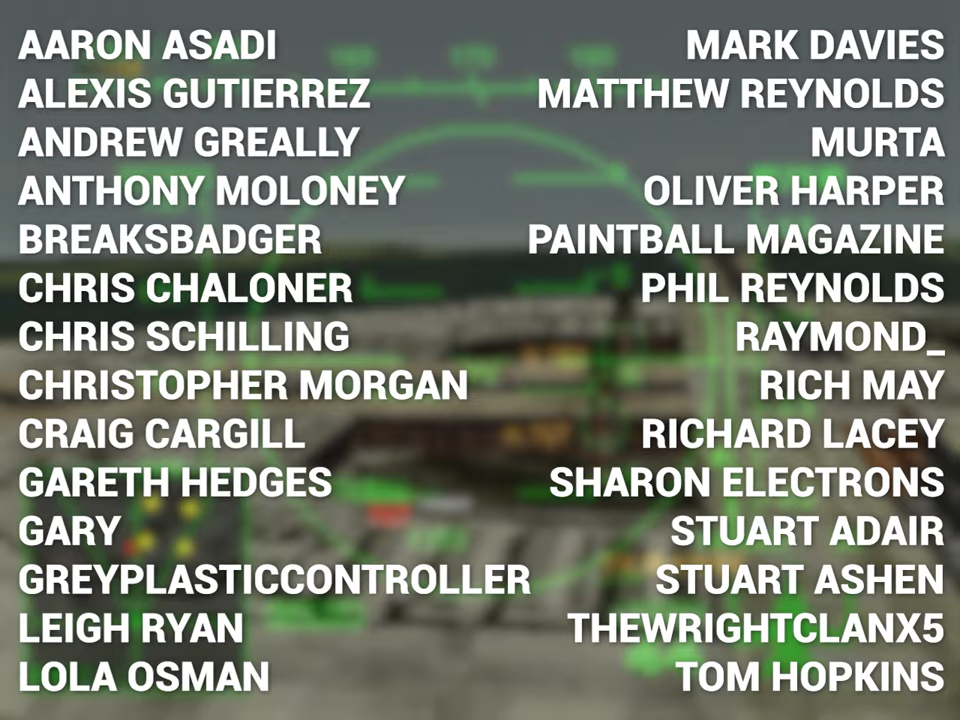 AARON ASADI
ALEXIS GUTIERREZ
ANDREW GREALLY
ANTHONY MOLONEY
BREAKSBADGER
CHRIS CHALONER
CHRIS SCHILLING
CHRISTOPHER MORGAN
CRAIG CARGILL
GARETH HEDGES
GARY
GREYPLASTICCONTROLLER
LEIGH RYAN
LOLA OSMAN
MARK DAVIES
MATTHEW REYNOLDS
MURTA
OLIVER HARPER
PAINTBALL MAGAZINE
PHIL REYNOLDS
RAYMOND_
RICH MAY
RICHARD LACEY
SHARON ELECTRONS
STUART ADAIR
STUART ASHEN
THEWRIGHTCLANX5
TOM HOPKINS